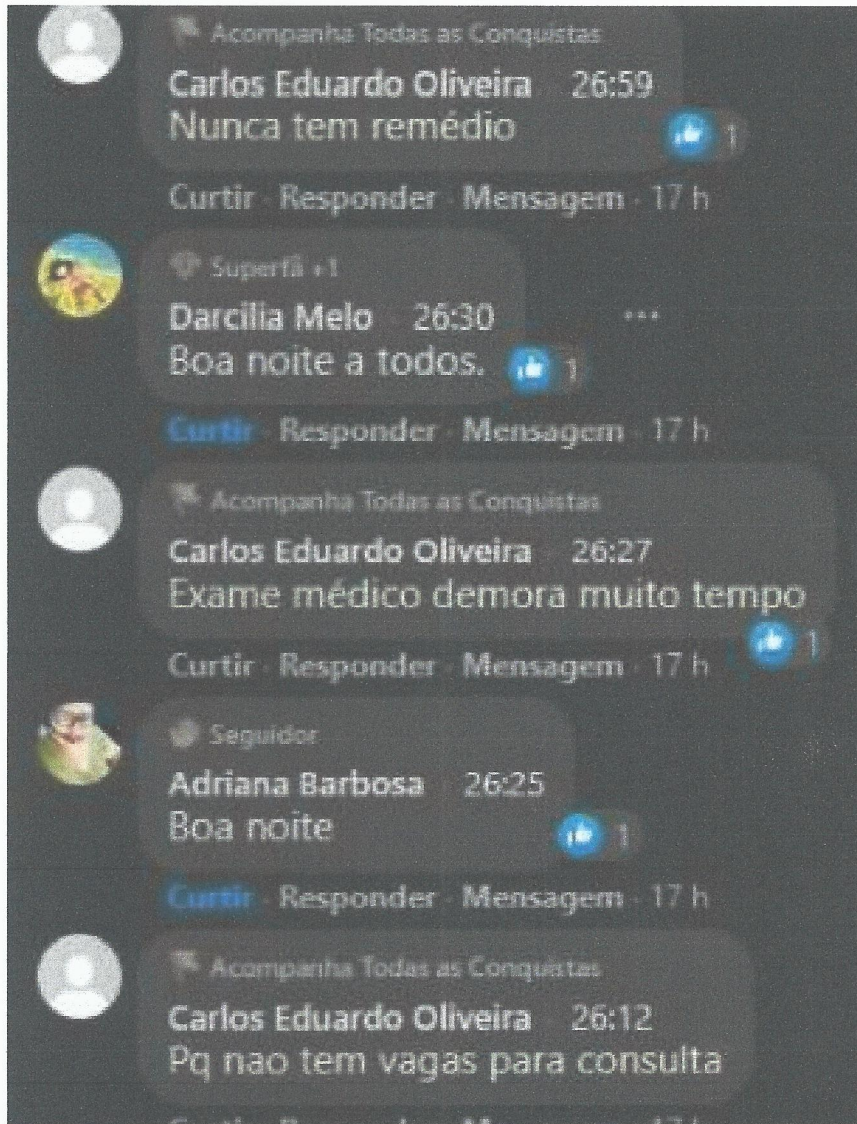 Acompanha Todas as Conquistas
Carlos Eduardo Oliveira · 26:59
Nunca tem remédio
1
Curtir · Responder · Mensagem · 17 h
Superfã +1
Darcilia Melo · 26:30
...
Boa noite a todos.
1
Curtir · Responder · Mensagem · 17 h
Acompanha Todas as Conquistas
Carlos Eduardo Oliveira · 26:27
Exame médico demora muito tempo
1
Curtir · Responder · Mensagem · 17 h
Seguidor
Adriana Barbosa · 26:25
Boa noite
1
Curtir · Responder · Mensagem · 17 h
Acompanha Todas as Conquistas
Carlos Eduardo Oliveira · 26:12
Pq nao tem vagas para consulta